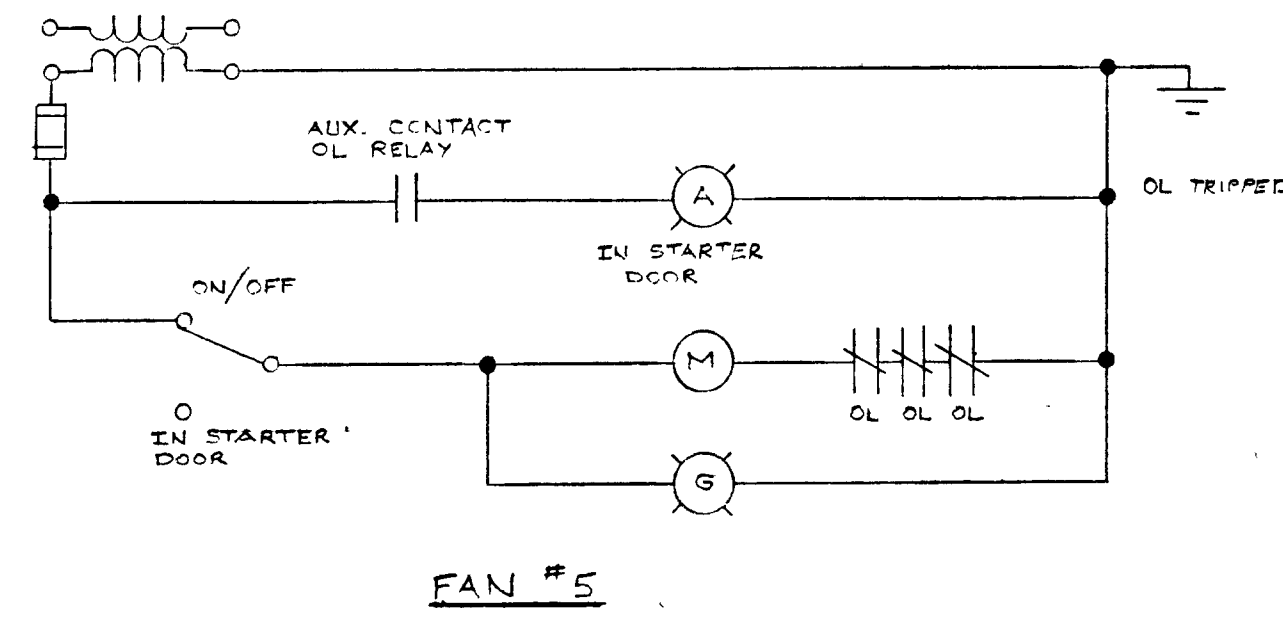 AUX. CONTACT
OL RELAY
A
OL TRIPPED
IN STARTER
DOOR
ON/OFF
M
OL OL OL
IN STARTER
DOOR
G
FAN #5